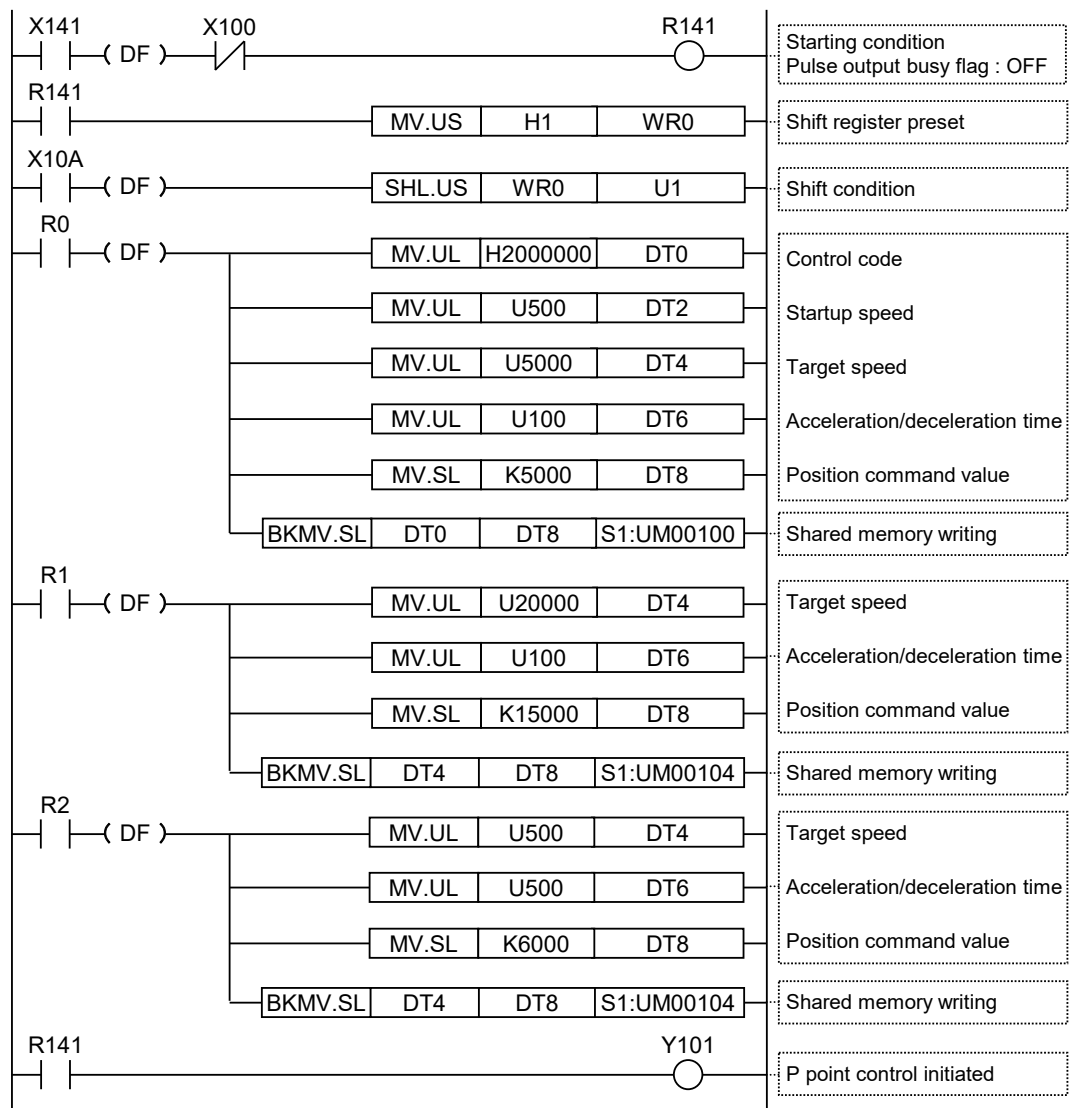 X141 X100 R141
( DF )
Starting condition
Pulse output busy flag : OFF
R141
MV.US H1 WR0
Shift register preset
X10A
( DF ) SHL.US WR0 U1
Shift condition
R0
( DF ) MV.UL H2000000 DT0
Control code
MV.UL U500 DT2
Startup speed
MV.UL U5000 DT4
Target speed
MV.UL U100 DT6
Acceleration/deceleration time
MV.SL K5000 DT8
Position command value
BKMV.SL DT0 DT8 S1:UM00100
Shared memory writing
R1
( DF ) MV.UL U20000 DT4
Target speed
MV.UL U100 DT6
Acceleration/deceleration time
MV.SL K15000 DT8
Position command value
BKMV.SL DT4 DT8 S1:UM00104
Shared memory writing
R2
( DF ) MV.UL U500 DT4
Target speed
MV.UL U500 DT6
Acceleration/deceleration time
MV.SL K6000 DT8
Position command value
BKMV.SL DT4 DT8 S1:UM00104
Shared memory writing
R141 Y101
P point control initiated